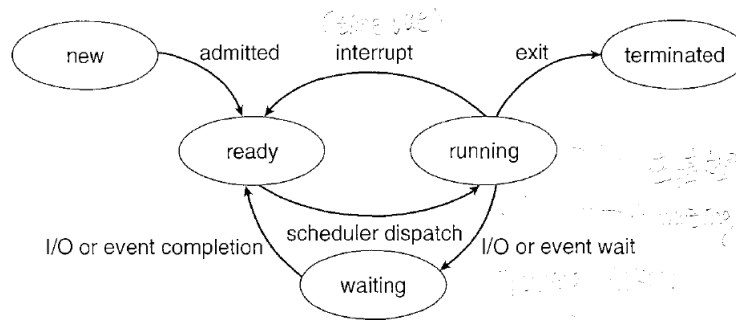 new
admitted
interrupt
exit
terminated
ready
running
I/O or event completion
scheduler dispatch
I/O or event wait
waiting